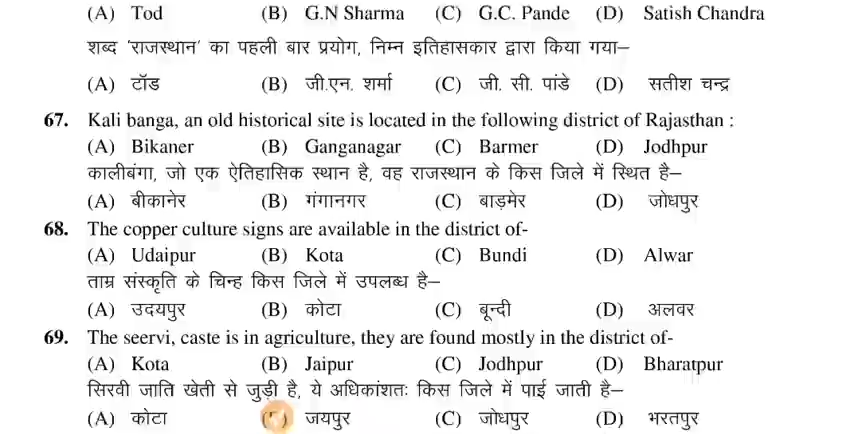 (A) Tod (B) G.N Sharma (C) G.C. Pande (D) Satish Chandra
शब्द 'राजस्थान' का पहली बार प्रयोग, निम्न इतिहासकार द्वारा किया गया–
(A) टॉड (B) जी.एन. शर्मा (C) जी. सी. पांडे (D) सतीश चन्द्र
67. Kali banga, an old historical site is located in the following district of Rajasthan :
(A) Bikaner (B) Ganganagar (C) Barmer (D) Jodhpur
कालीबंगा, जो एक ऐतिहासिक स्थान है, वह राजस्थान के किस जिले में स्थित है–
(A) बीकानेर (B) गंगानगर (C) बाड़मेर (D) जोधपुर
68. The copper culture signs are available in the district of-
(A) Udaipur (B) Kota (C) Bundi (D) Alwar
ताम्र संस्कृति के चिन्ह किस जिले में उपलब्ध है–
(A) उदयपुर (B) कोटा (C) बून्दी (D) अलवर
69. The seervi, caste is in agriculture, they are found mostly in the district of-
(A) Kota (B) Jaipur (C) Jodhpur (D) Bharatpur
सिरवी जाति खेती से जुड़ी है, ये अधिकांशतः किस जिले में पाई जाती है–
(A) कोटा जयपुर (C) जोधपुर (D) भरतपुर